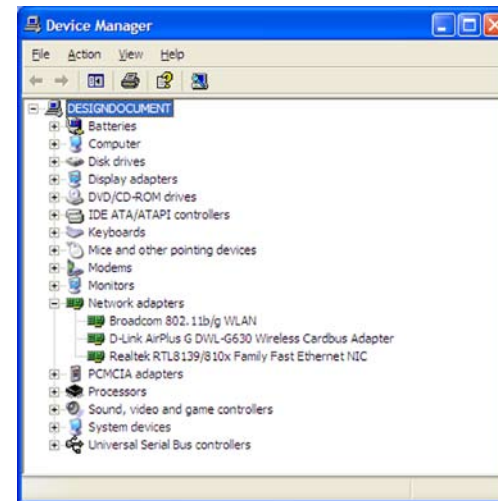 Device Manager
File Action View Help
DESIGNDOCUMENT
Batteries
Computer
Disk drives
Display adapters
DVD/CD-ROM drives
IDE ATA/ATAPI controllers
Keyboards
Mice and other pointing devices
Modems
Monitors
Network adapters
Broadcom 802.11b/g WLAN
D-Link AirPlus G DWL-G630 Wireless Cardbus Adapter
Realtek RTL8139/810x Family Fast Ethernet NIC
PCMCIA adapters
Processors
Sound, video and game controllers
System devices
Universal Serial Bus controllers